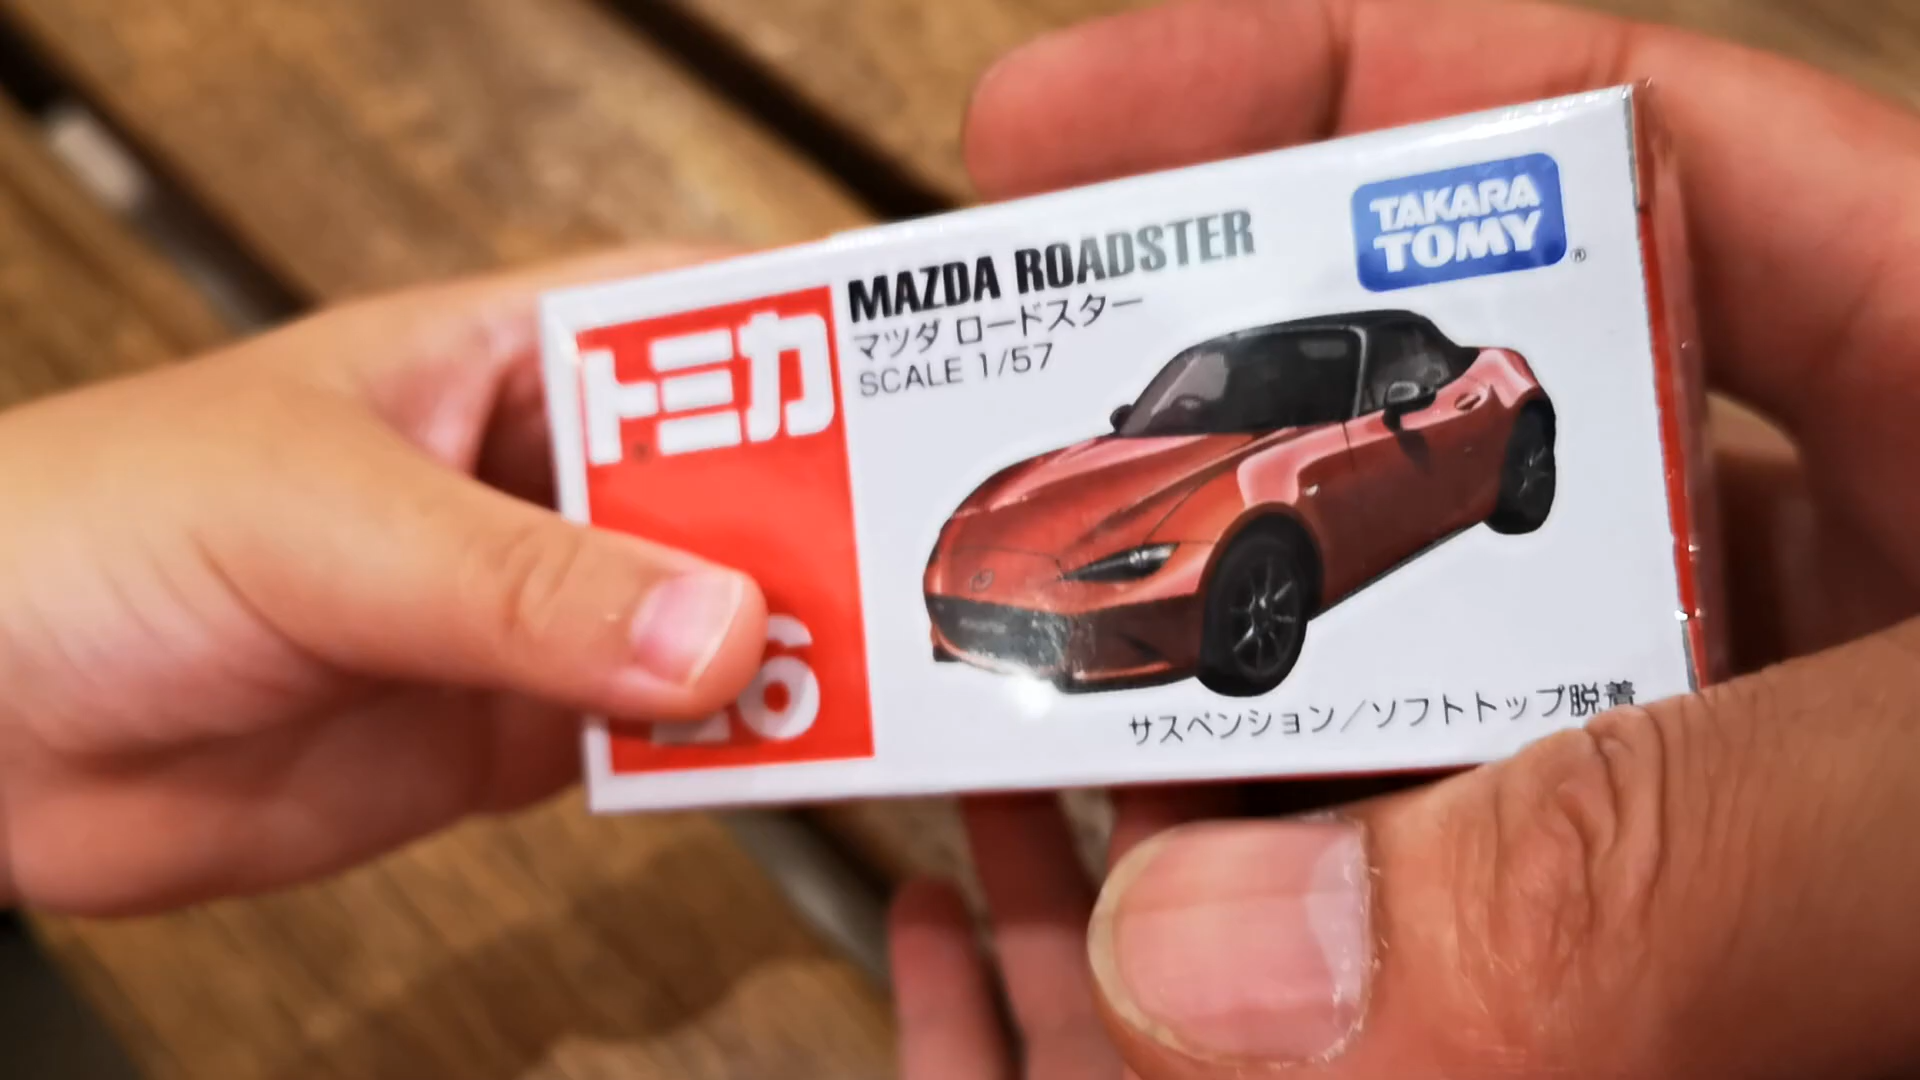 トミカ
MAZDA ROADSTER
マツダ ロードスター
SCALE 1/57
TAKARA
TOMY
®
26
サスペンション/ソフトトップ脱着